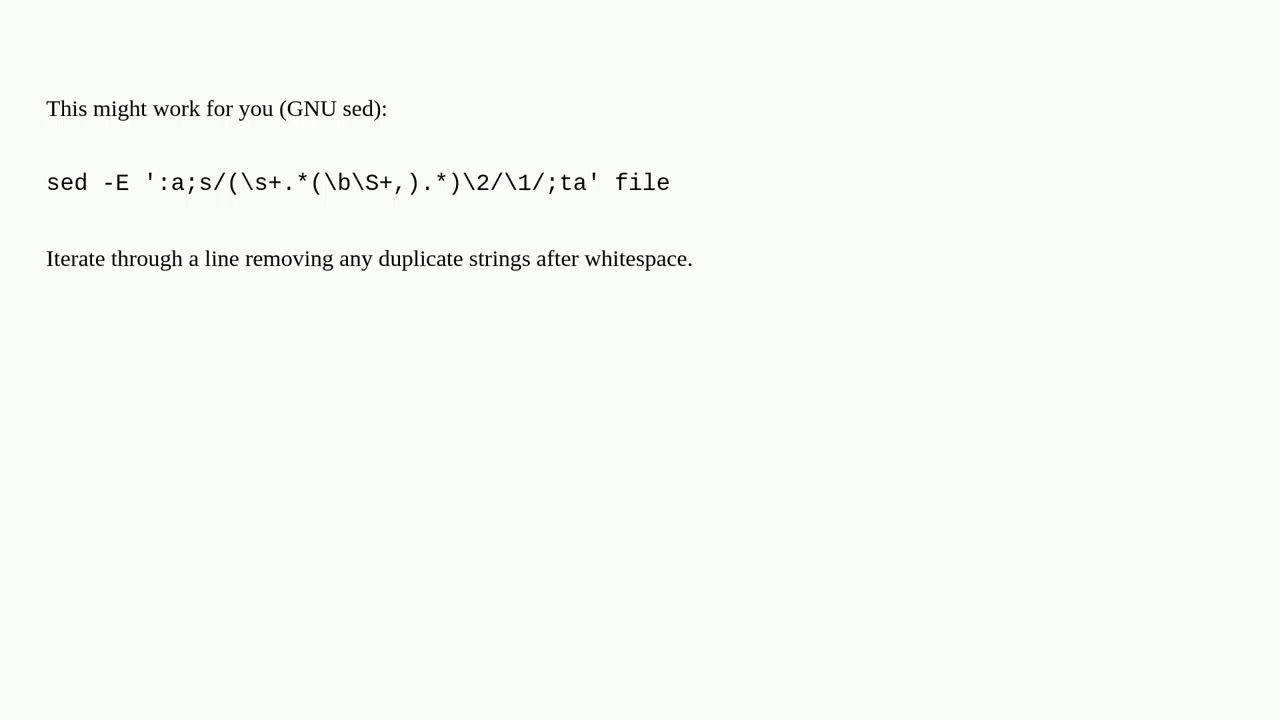 This might work for you (GNU sed):
sed -E ':a;s/(\s+.*(\b\S+,).*)\2/\1/;ta' file
Iterate through a line removing any duplicate strings after whitespace.